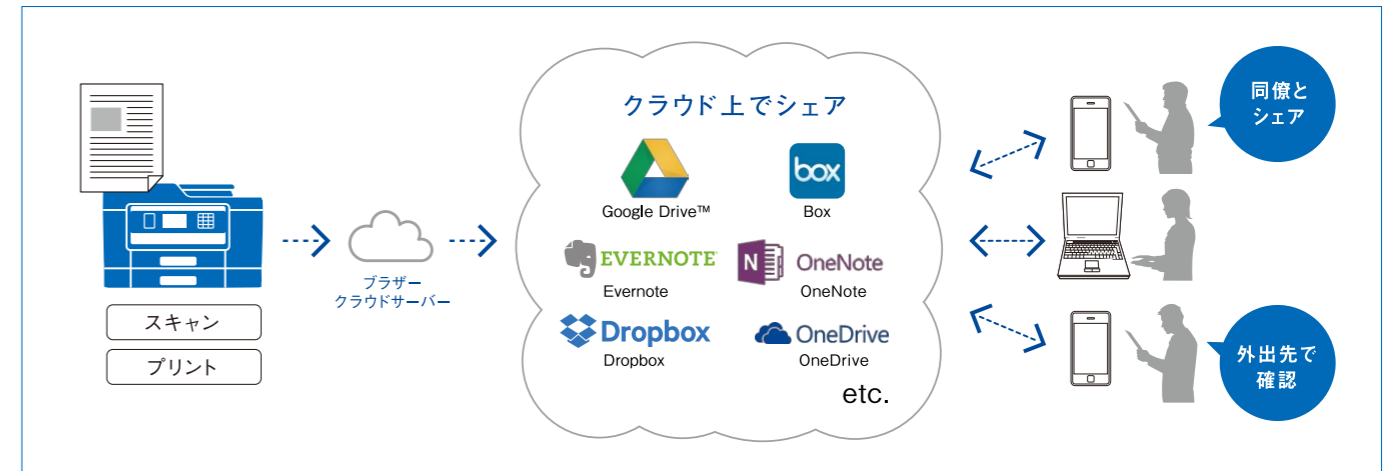 クラウド上でシェア
Google Drive™
box
Box
EVERNOTE
Evernote
N
OneNote
OneNote
Dropbox
Dropbox
OneDrive
OneDrive
etc.
ブラザー
クラウドサーバー
スキャン
プリント
同僚と
シェア
外出先で
確認